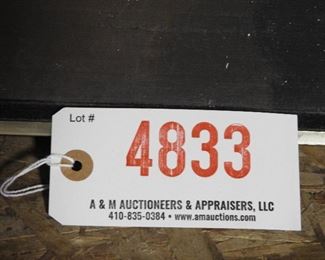 Lot #
4833
A & M AUCTIONEERS & APPRAISERS, LLC
410-835-0384 • www.amauctions.com